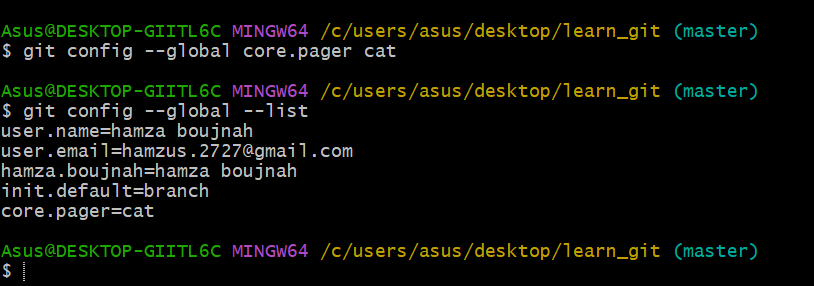 Asus@DESKTOP-GIITL6C MINGW64 /c/users/asus/desktop/learn_git (master)
$ git config --global core.pager cat
Asus@DESKTOP-GIITL6C MINGW64 /c/users/asus/desktop/learn_git (master)
$ git config --global --list
user.name=hamza boujnah
user.email=hamzus.2727@gmail.com
hamza.boujnah=hamza boujnah
init.default=branch
core.pager=cat
Asus@DESKTOP-GIITL6C MINGW64 /c/users/asus/desktop/learn_git (master)
$